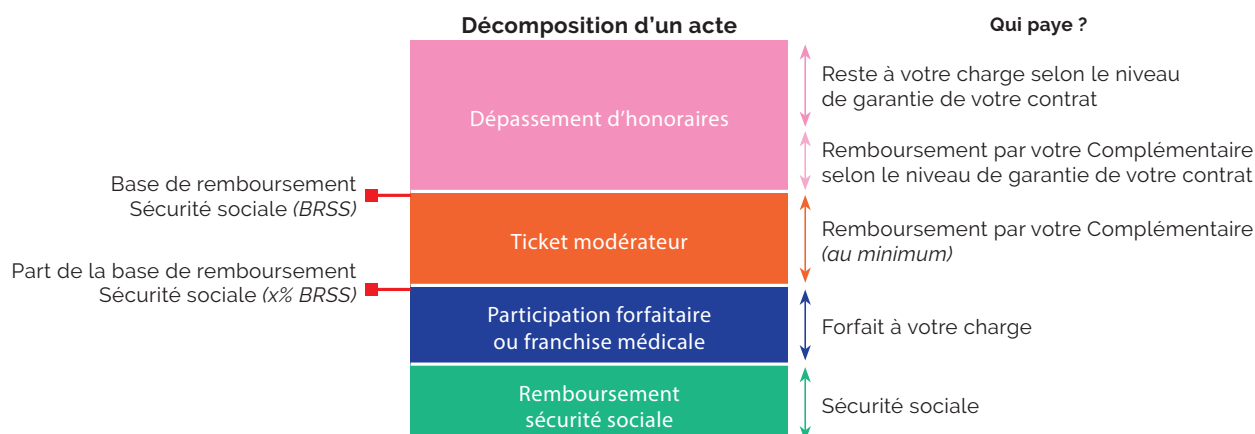 Décomposition d'un acte
Qui paye ?
Dépassement d'honoraires
Reste à votre charge selon le niveau
de garantie de votre contrat
Remboursement par votre Complémentaire
selon le niveau de garantie de votre contrat
Base de remboursement
Sécurité sociale (BRSS)
Ticket modérateur
Remboursement par votre Complémentaire
(au minimum)
Part de la base de remboursement
Sécurité sociale (x% BRSS)
Participation forfaitaire
ou franchise médicale
Forfait à votre charge
Remboursement
sécurité sociale
Sécurité sociale